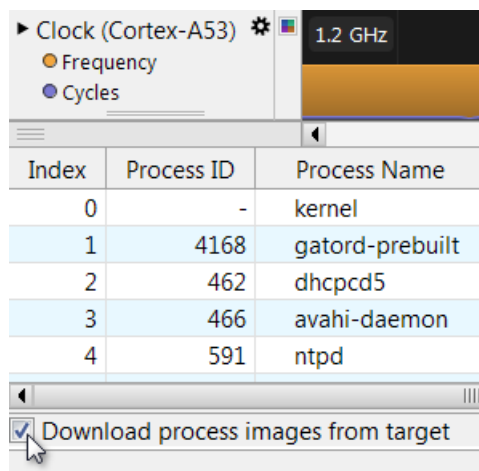 Clock (Cortex-A53) 1.2 GHz
Frequency
Cycles
Index Process ID Process Name
0 - kernel
1 4168 gatord-prebuilt
2 462 dhcpcd5
3 466 avahi-daemon
4 591 ntpd
Download process images from target